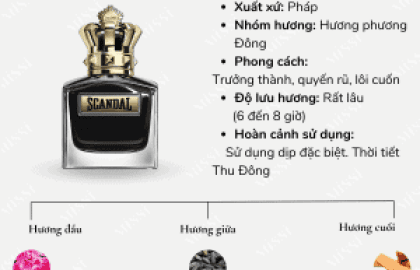 • Xuất xứ: Pháp
• Nhóm hương: Hương phương
Đông
• Phong cách:
Trưởng thành, quyến rũ, lôi cuốn
• Độ lưu hương: Rất lâu
(6 đến 8 giờ)
• Hoàn cảnh sử dụng:
Sử dụng dịp đặc biệt. Thời tiết
Thu Đông
SCANDAL
Hương đầu
Hương giữa
Hương cuối